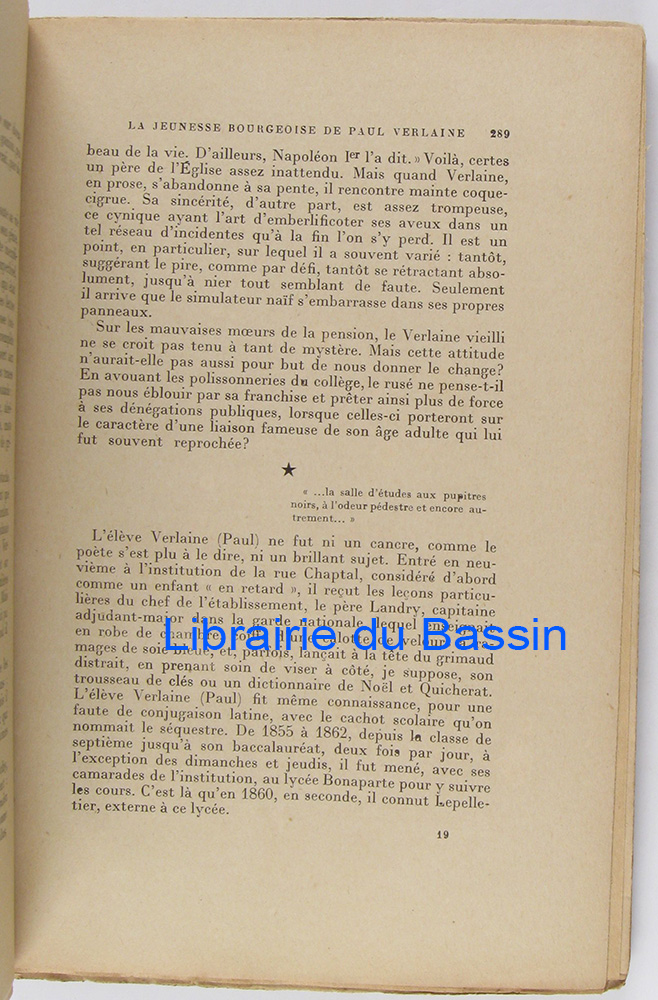 LA JEUNESSE BOURGEOISE DE PAUL VERLAINE 289
beau de la vie. D'ailleurs, Napoléon Ier l'a dit. » Voilà, certes
un père de l'Église assez inattendu. Mais quand Verlaine,
en prose, s'abandonne à sa pente, il rencontre mainte coque-
cigrue. Sa sincérité, d'autre part, est assez trompeuse,
ce cynique ayant l'art d'emberlificoter ses aveux dans un
tel réseau d'incidentes qu'à la fin l'on s'y perd. Il est un
point, en particulier, sur lequel il a souvent varié : tantôt,
suggérant le pire, comme par défi, tantôt se rétractant abso-
lument, jusqu'à nier tout semblant de faute. Seulement
il arrive que le simulateur naïf s'embarrasse dans ses propres
panneaux.
Sur les mauvaises mœurs de la pension, le Verlaine vieilli
ne se croit pas tenu à tant de mystère. Mais cette attitude
n'aurait-elle pas aussi pour but de nous donner le change?
En avouant les polissonneries du collège, le rusé ne pense-t-il
pas nous éblouir par sa franchise et prêter ainsi plus de force
à ses dénégations publiques, lorsque celles-ci porteront sur
le caractère d'une liaison fameuse de son âge adulte qui lui
fut souvent reprochée?
★
« ...la salle d'études aux pupitres
noirs, à l'odeur pédestre et encore au-
trement... »
L'élève Verlaine (Paul) ne fut ni un cancre, comme le
poète s'est plu à le dire, ni un brillant sujet. Entré en neu-
vième à l'institution de la rue Chaptal, considéré d'abord
comme un enfant « en retard », il reçut les leçons particu-
lières du chef de l'établissement, le père Landry, capitaine
adjudant-major dans la garde nationale lequel enseignait
en robe de chambre, d'une calotte de velours
Librairie du Bassin
mages de soie bleue, et, parfois, lançait à la tête du grimaud
distrait, en prenant soin de viser à côté, je suppose, son
trousseau de clés ou un dictionnaire de Noël et Quicherat.
L'élève Verlaine (Paul) fit même connaissance, pour une
faute de conjugaison latine, avec le cachot scolaire qu'on
nommait le séquestre. De 1855 à 1862, depuis la classe de
septième jusqu'à son baccalauréat, deux fois par jour, à
l'exception des dimanches et jeudis, il fut mené, avec ses
camarades de l'institution, au lycée Bonaparte pour y suivre
les cours. C'est là qu'en 1860, en seconde, il connut Lepelle-
tier, externe à ce lycée.
19